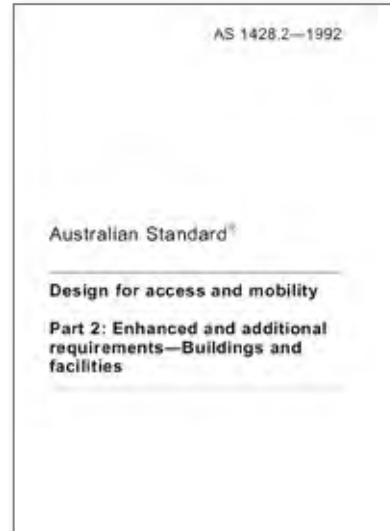 AS 1428.2—1992
Australian Standard®
Design for access and mobility
Part 2: Enhanced and additional
requirements—Buildings and
facilities